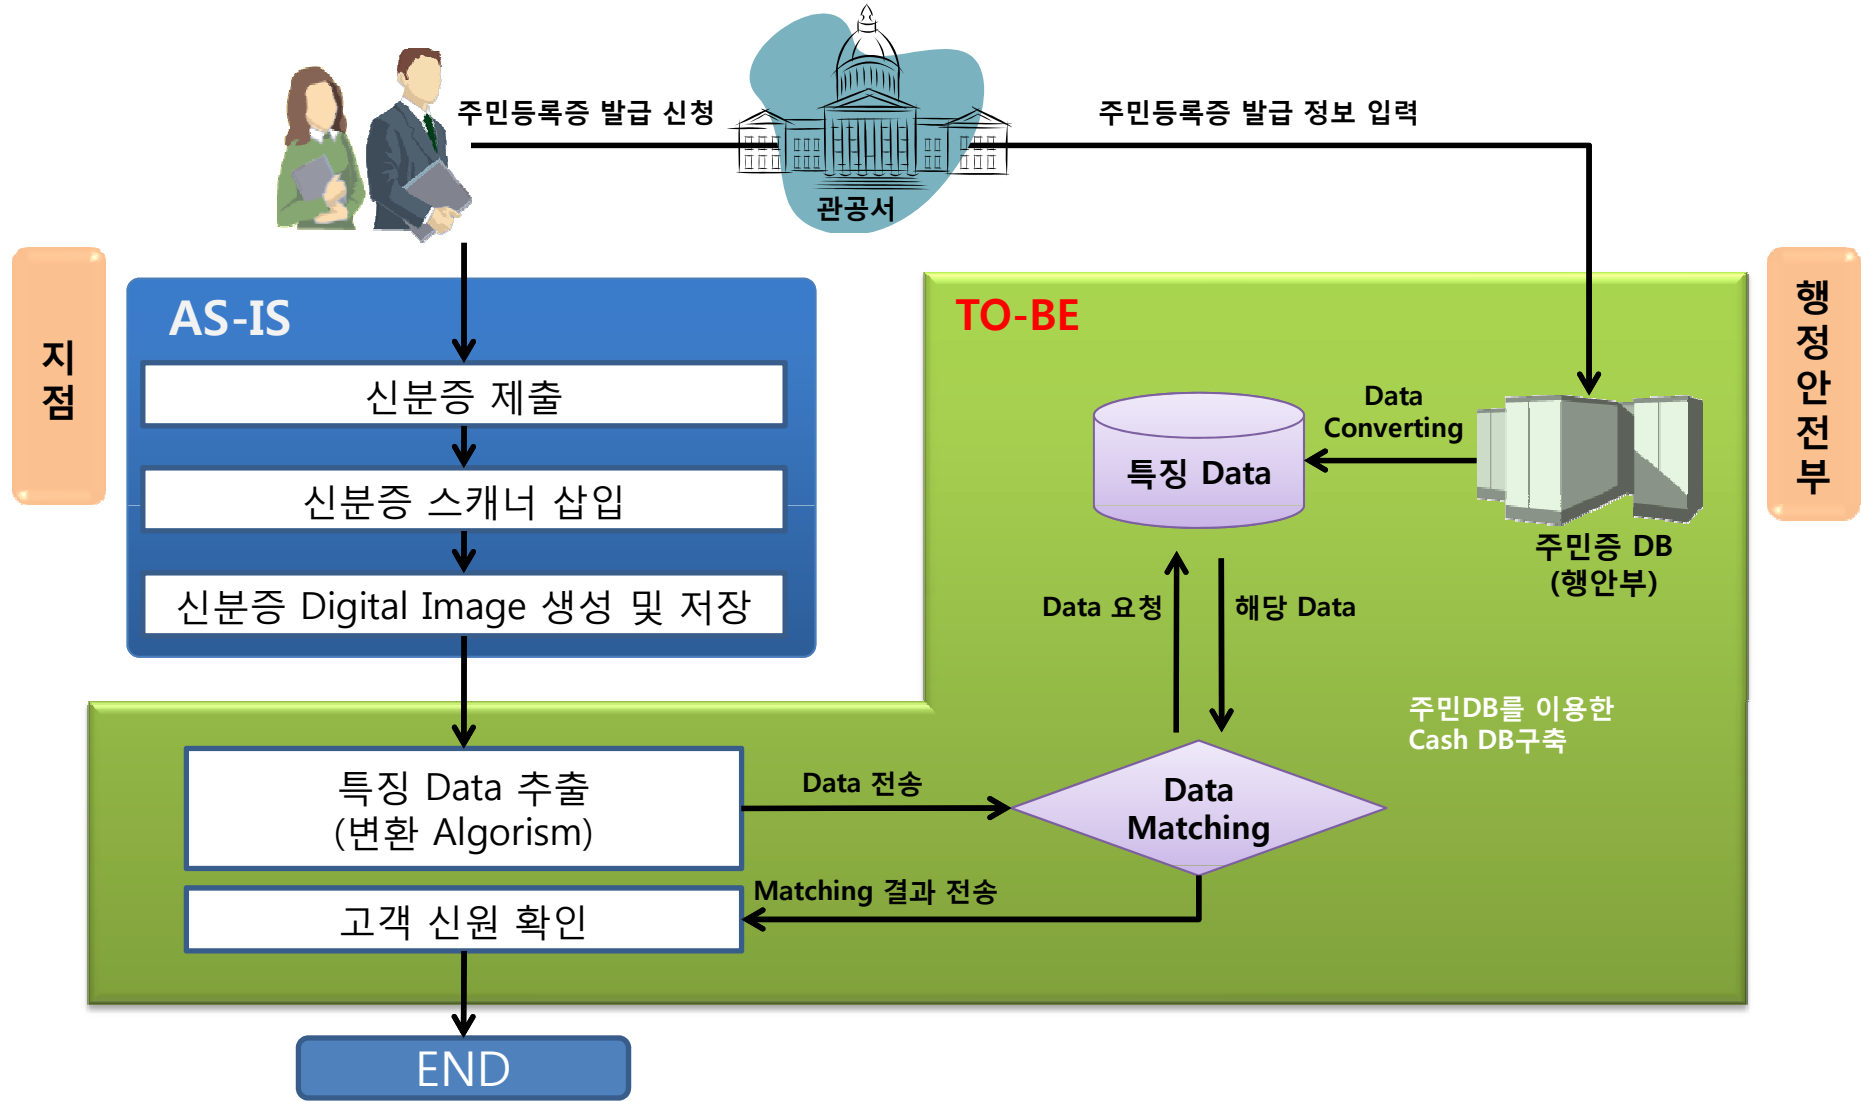 주민등록증 발급 신청
주민등록증 발급 정보 입력
관공서
지점
행정안전부
AS-IS
신분증 제출
신분증 스캐너 삽입
신분증 Digital Image 생성 및 저장
TO-BE
Data
Converting
특징 Data
주민증 DB
(행안부)
Data 요청
해당 Data
주민DB를 이용한
Cash DB구축
특징 Data 추출
(변환 Algorism)
Data 전송
Data
Matching
Matching 결과 전송
고객 신원 확인
END